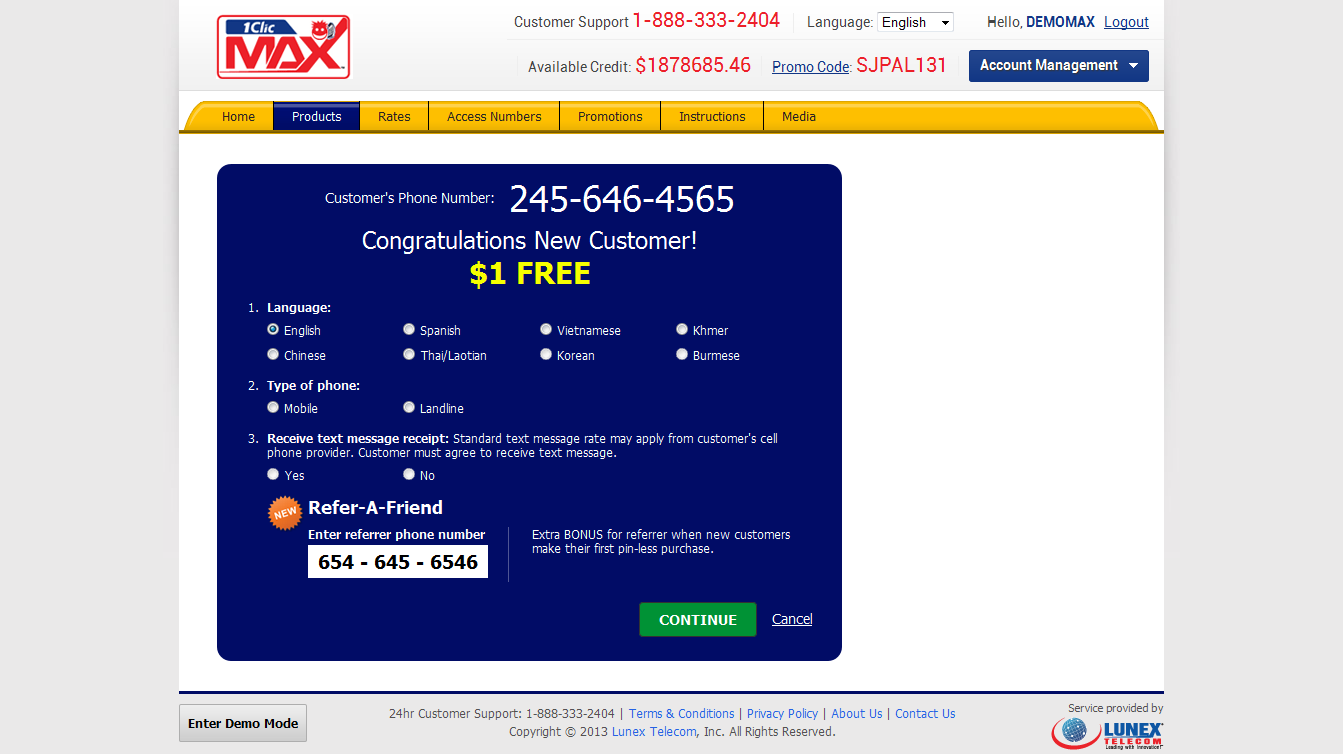 1Clic
MAX
Customer Support 1-888-333-2404 Language: English Hello, DEMOMAX Logout
Available Credit: $1878685.46 Promo Code: SJPAL131 Account Management
Home Products Rates Access Numbers Promotions Instructions Media
Customer's Phone Number: 245-646-4565
Congratulations New Customer!
$1 FREE
1. Language:
English Spanish Vietnamese Khmer
Chinese Thai/Laotian Korean Burmese
2. Type of phone:
Mobile Landline
3. Receive text message receipt: Standard text message rate may apply from customer's cell
phone provider. Customer must agree to receive text message.
Yes No
NEW Refer-A-Friend
Enter referrer phone number
654 - 645 - 6546
Extra BONUS for referrer when new customers
make their first pin-less purchase.
CONTINUE Cancel
Enter Demo Mode
24hr Customer Support: 1-888-333-2404 | Terms & Conditions | Privacy Policy | About Us | Contact Us
Copyright © 2013 Lunex Telecom, Inc. All Rights Reserved.
Service provided by
LUNEX
TELECOM
Leading with Innovation!